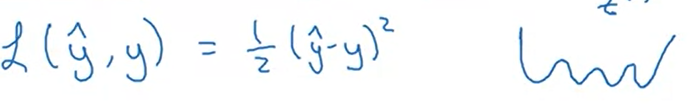 ℒ(ŷ, y) = ½ (ŷ - y)²